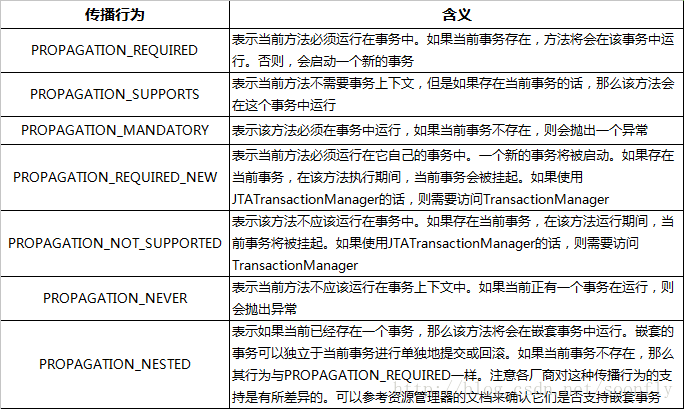 传播行为 含义
PROPAGATION_REQUIRED
表示当前方法必须运行在事务中。如果当前事务存在，方法将会在该事务中运
行。否则，会启动一个新的事务
PROPAGATION_SUPPORTS
表示当前方法不需要事务上下文，但是如果存在当前事务的话，那么该方法会
在这个事务中运行
PROPAGATION_MANDATORY
表示该方法必须在事务中运行，如果当前事务不存在，则会抛出一个异常
PROPAGATION_REQUIRED_NEW
表示当前方法必须运行在它自己的事务中。一个新的事务将被启动。如果存在
当前事务，在该方法执行期间，当前事务会被挂起。如果使用
JTATransactionManager的话，则需要访问TransactionManager
PROPAGATION_NOT_SUPPORTED
表示该方法不应该运行在事务中。如果存在当前事务，在该方法运行期间，当
前事务将被挂起。如果使用JTATransactionManager的话，则需要访问
TransactionManager
PROPAGATION_NEVER
表示当前方法不应该运行在事务上下文中。如果当前正有一个事务在运行，则
会抛出异常
PROPAGATION_NESTED
表示如果当前已经存在一个事务，那么该方法将会在嵌套事务中运行。嵌套的
事务可以独立于当前事务进行单独地提交或回滚。如果当前事务不存在，那么
其行为与PROPAGATION_REQUIRED一样。注意各厂商对这种传播行为的支
持是有所差异的。可以参考资源管理器的文档来确认它们是否支持嵌套事务